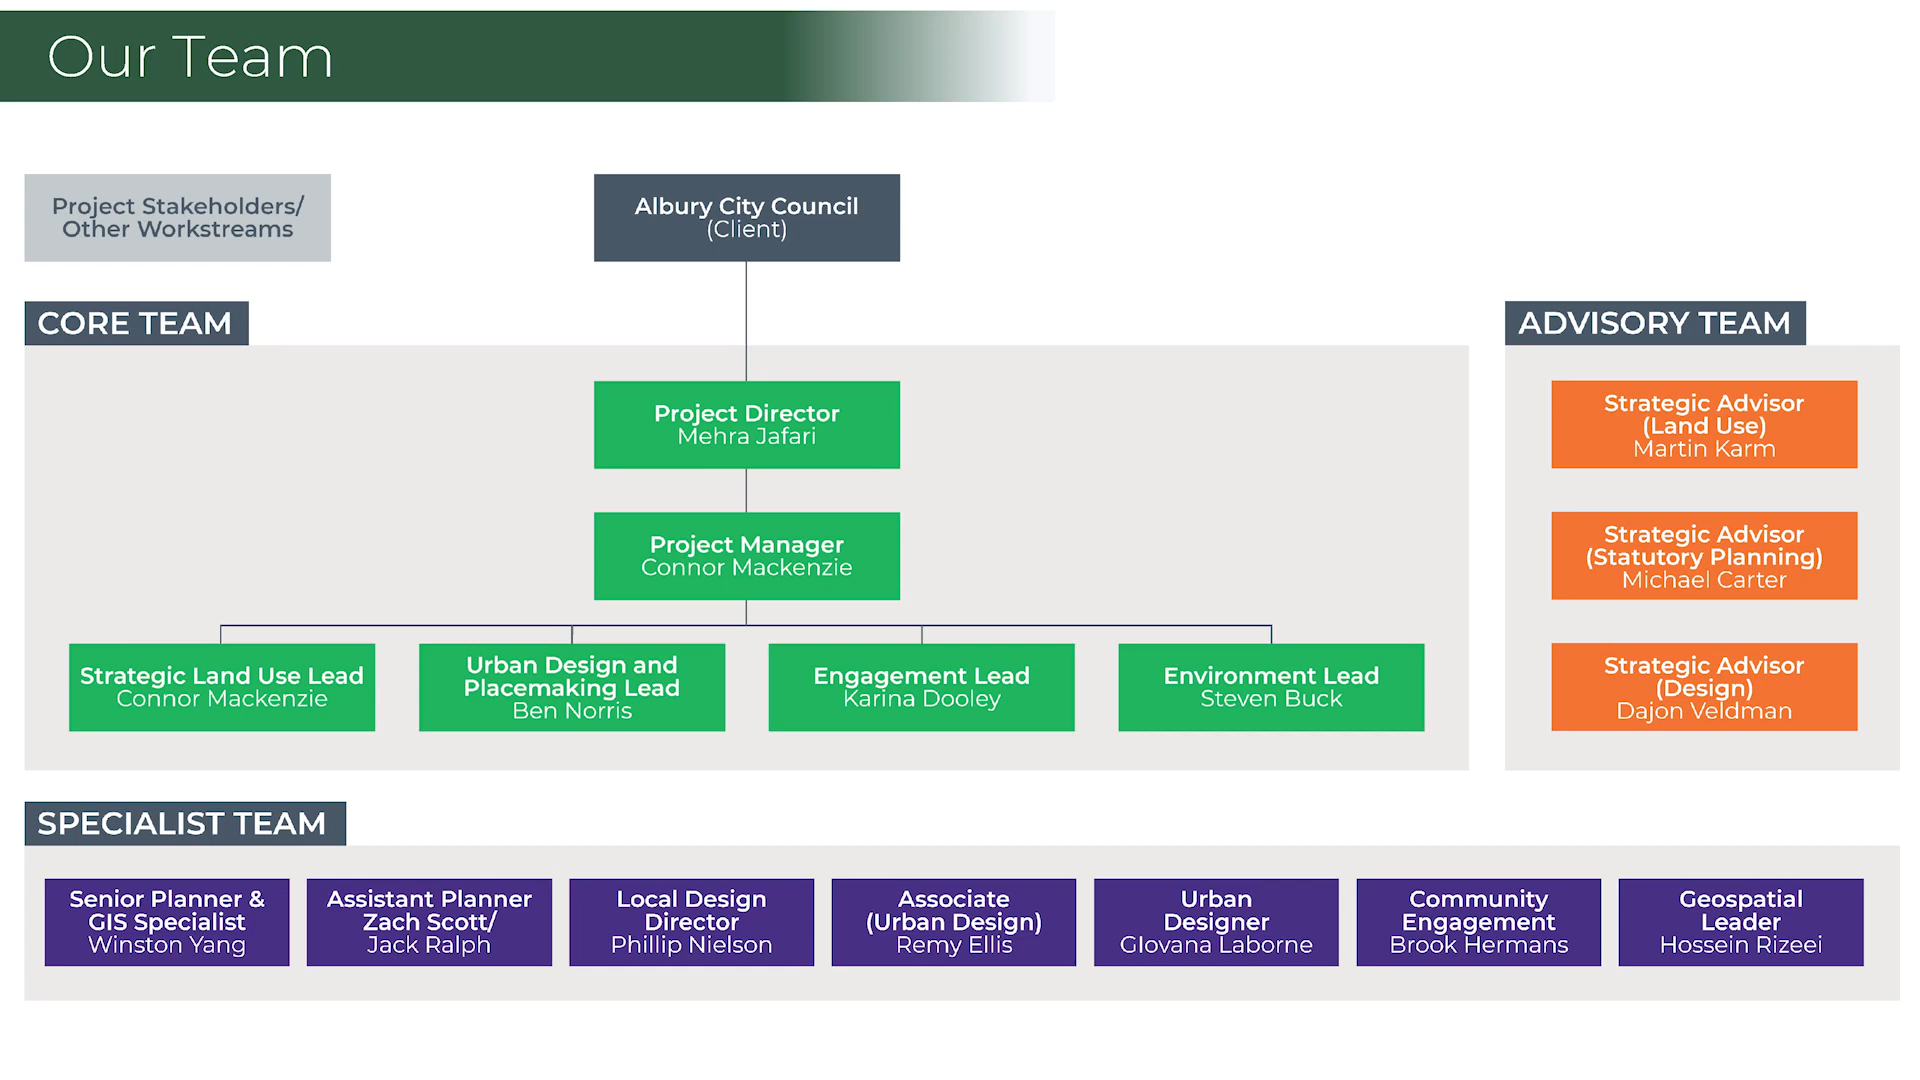 Our Team
Project Stakeholders/
Other Workstreams
Albury City Council
(Client)
CORE TEAM
Project Director
Mehra Jafari
Project Manager
Connor Mackenzie
Strategic Land Use Lead
Connor Mackenzie
Urban Design and
Placemaking Lead
Ben Norris
Engagement Lead
Karina Dooley
Environment Lead
Steven Buck
ADVISORY TEAM
Strategic Advisor
(Land Use)
Martin Karm
Strategic Advisor
(Statutory Planning)
Michael Carter
Strategic Advisor
(Design)
Dajon Veldman
SPECIALIST TEAM
Senior Planner &
GIS Specialist
Winston Yang
Assistant Planner
Zach Scott/
Jack Ralph
Local Design
Director
Phillip Nielson
Associate
(Urban Design)
Remy Ellis
Urban
Designer
GIovana Laborne
Community
Engagement
Brook Hermans
Geospatial
Leader
Hossein Rizeei